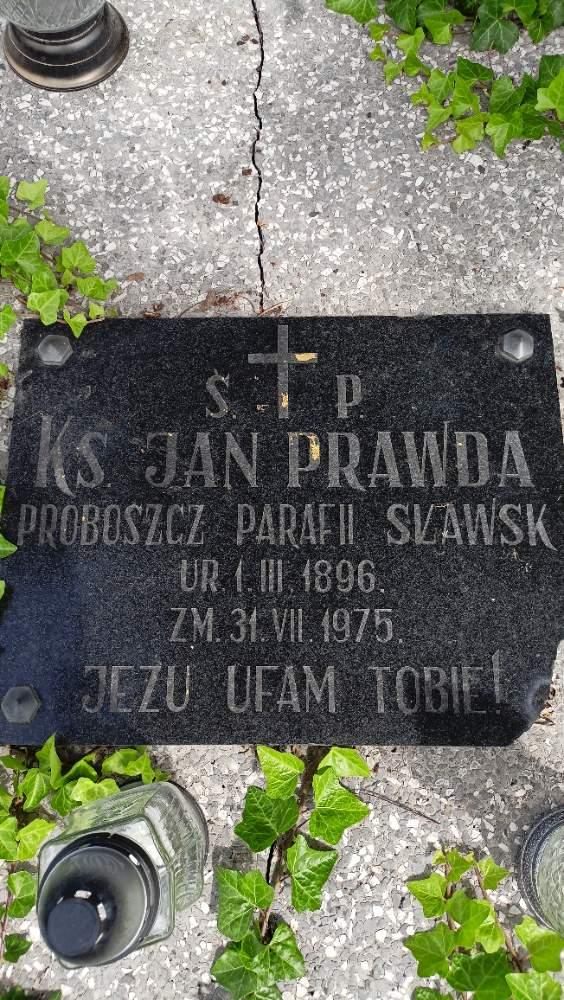 Ś. P.
KS. JAN PRAWDA
PROBOSZCZ PARAFII SŁAWSK
UR. 1. III. 1896.
ZM. 31. VII. 1975.
JEZU UFAM TOBIE!